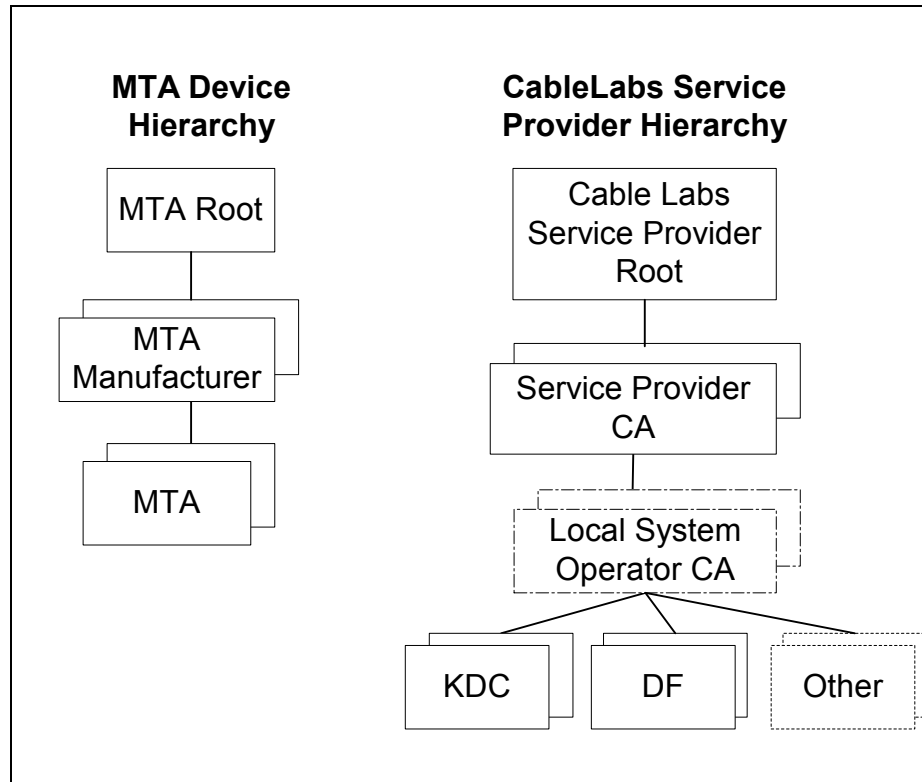 MTA Device
Hierarchy
MTA Root
MTA
Manufacturer
MTA
CableLabs Service
Provider Hierarchy
Cable Labs
Service Provider
Root
Service Provider
CA
Local System
Operator CA
KDC
DF
Other